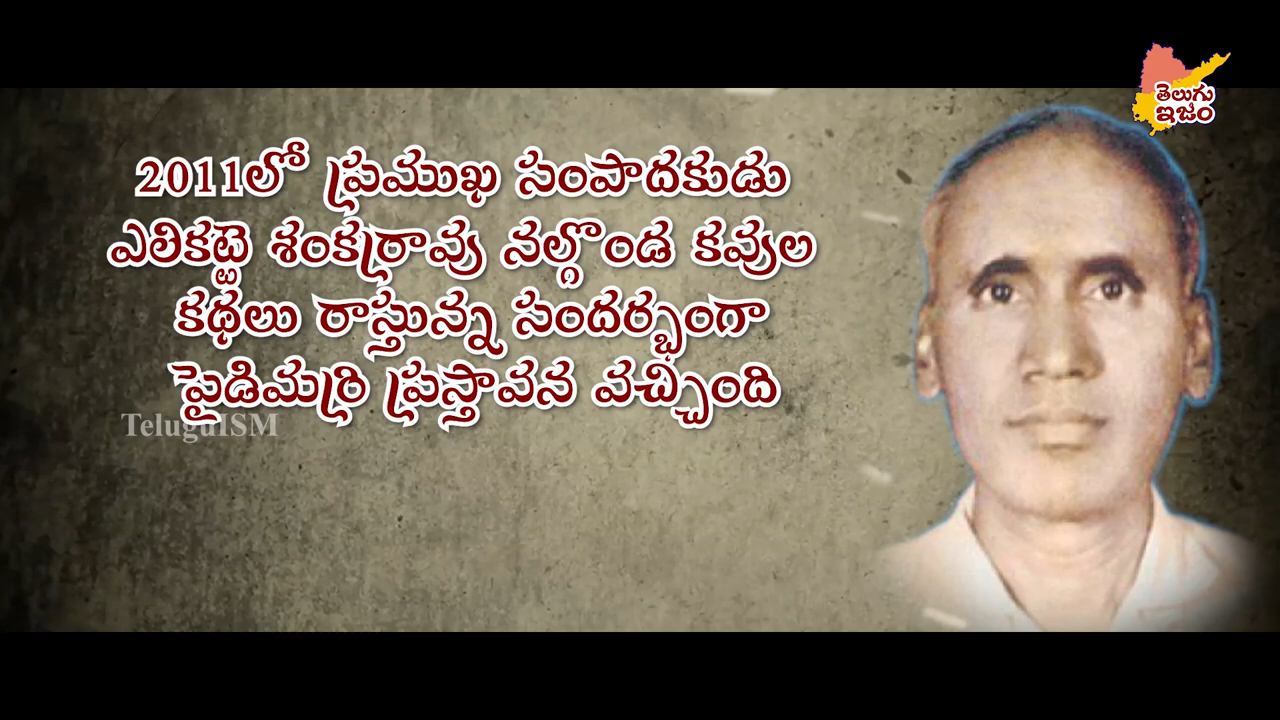 తెలుగు
ఇజం
2011లో ప్రముఖ సంపాదకుడు
ఎలికట్టె శంకర్రావు నల్గొండ కవుల
కథలు రాస్తున్న సందర్భంగా
పైడిమర్రి ప్రస్తావన వచ్చింది
TeluguISM